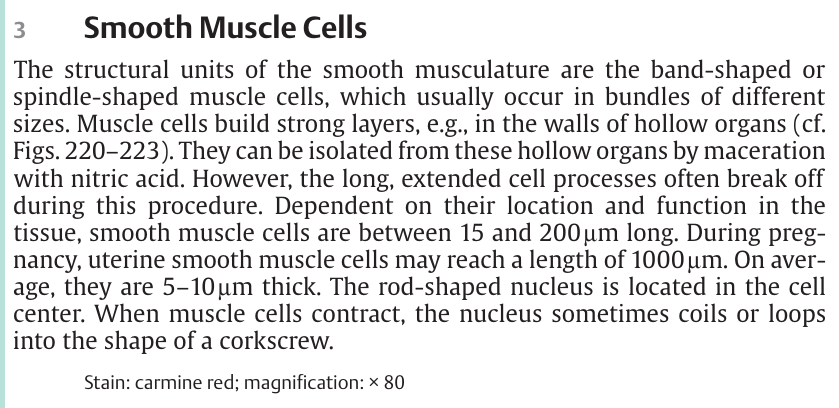 3 Smooth Muscle Cells
The structural units of the smooth musculature are the band-shaped or
spindle-shaped muscle cells, which usually occur in bundles of different
sizes. Muscle cells build strong layers, e.g., in the walls of hollow organs (cf.
Figs. 220–223). They can be isolated from these hollow organs by maceration
with nitric acid. However, the long, extended cell processes often break off
during this procedure. Dependent on their location and function in the
tissue, smooth muscle cells are between 15 and 200 µm long. During preg-
nancy, uterine smooth muscle cells may reach a length of 1000 µm. On aver-
age, they are 5–10 µm thick. The rod-shaped nucleus is located in the cell
center. When muscle cells contract, the nucleus sometimes coils or loops
into the shape of a corkscrew.
Stain: carmine red; magnification: × 80